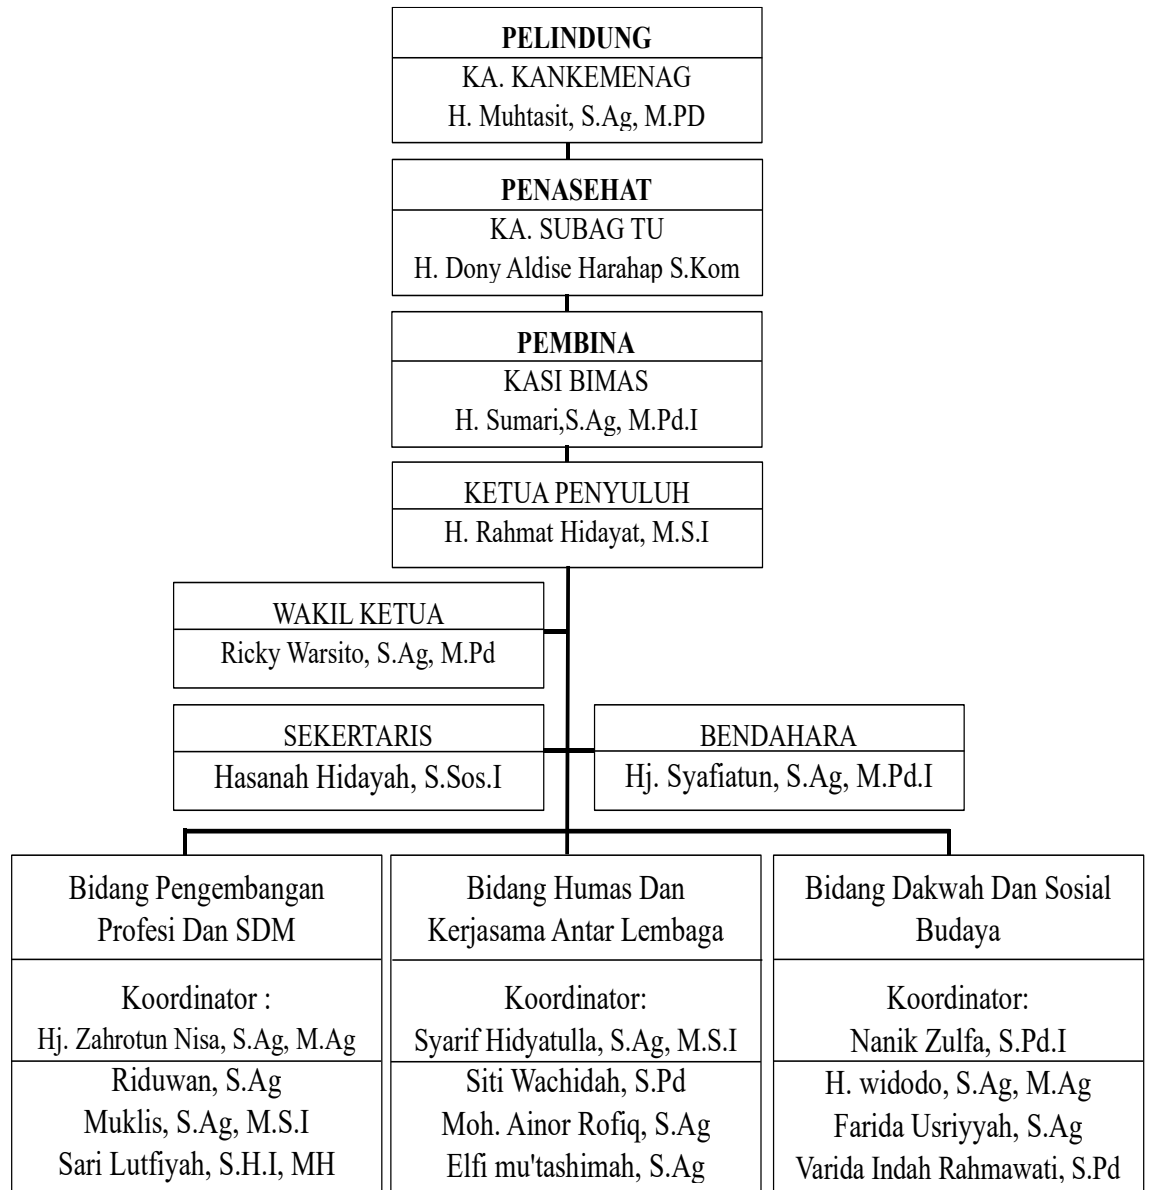 PELINDUNG
KA. KANKEMENAG
H. Muhtasit, S.Ag, M.PD
PENASEHAT
KA. SUBAG TU
H. Dony Aldise Harahap S.Kom
PEMBINA
KASI BIMAS
H. Sumari,S.Ag, M.Pd.I
KETUA PENYULUH
H. Rahmat Hidayat, M.S.I
WAKIL KETUA
Ricky Warsito, S.Ag, M.Pd
SEKERTARIS
Hasanah Hidayah, S.Sos.I
BENDAHARA
Hj. Syafiatun, S.Ag, M.Pd.I
Bidang Pengembangan
Profesi Dan SDM
Koordinator :
Hj. Zahrotun Nisa, S.Ag, M.Ag
Riduwan, S.Ag
Muklis, S.Ag, M.S.I
Sari Lutfiyah, S.H.I, MH
Bidang Humas Dan
Kerjasama Antar Lembaga
Koordinator:
Syarif Hidyatulla, S.Ag, M.S.I
Siti Wachidah, S.Pd
Moh. Ainor Rofiq, S.Ag
Elfi mu'tashimah, S.Ag
Bidang Dakwah Dan Sosial
Budaya
Koordinator:
Nanik Zulfa, S.Pd.I
H. widodo, S.Ag, M.Ag
Farida Usriyyah, S.Ag
Varida Indah Rahmawati, S.Pd